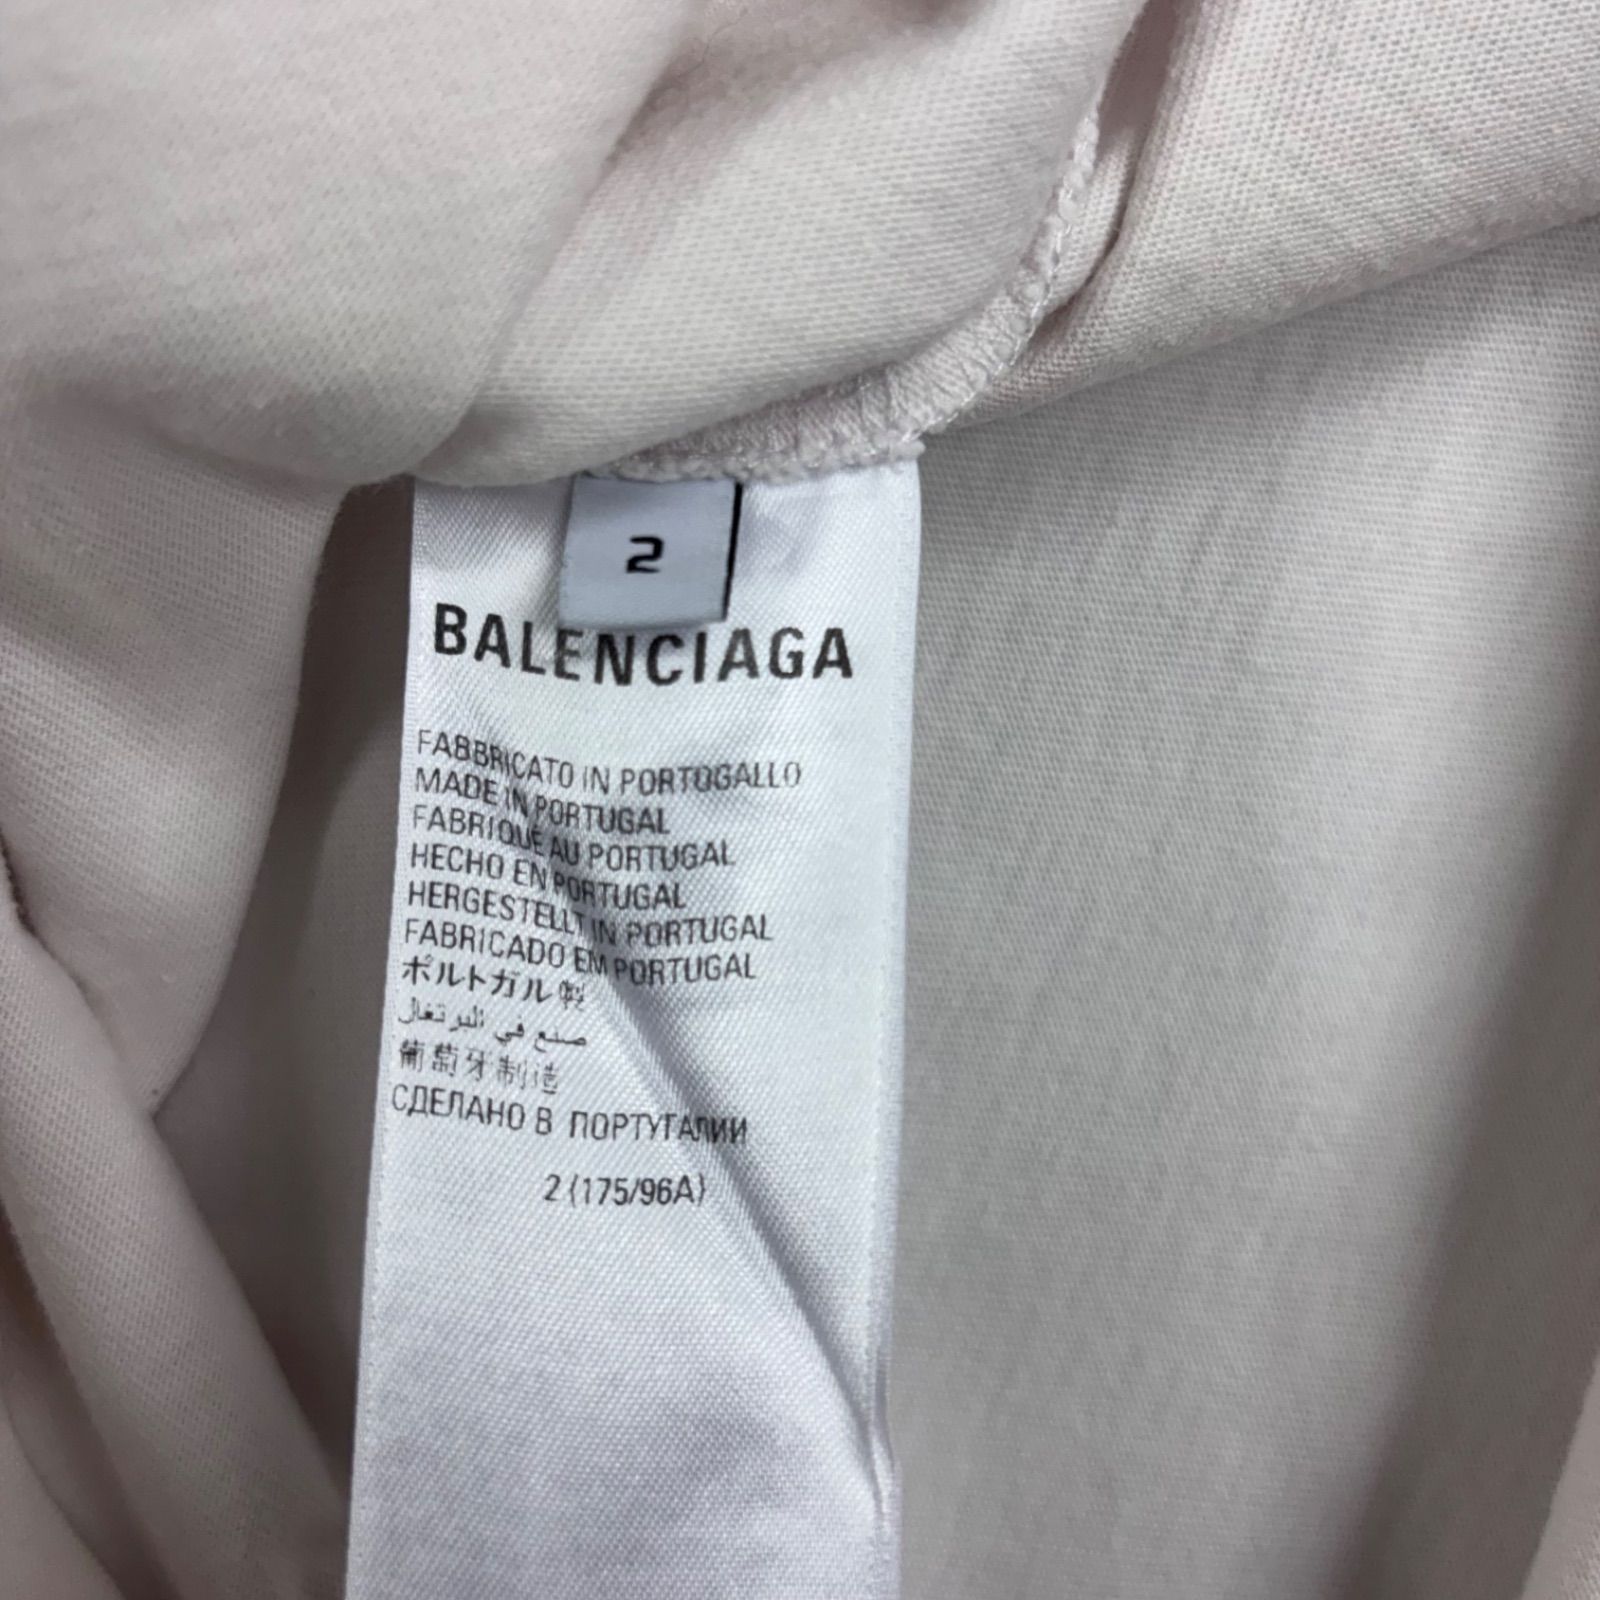 2
BALENCIAGA
FABBRICATO IN PORTOGALLO
MADE IN PORTUGAL
FABRIQUÉ AU PORTUGAL
HECHO EN PORTUGAL
HERGESTELLT IN PORTUGAL
FABRICADO EM PORTUGAL
ポルトガル製
صنع في البرتغال
葡萄牙制造
СДЕЛАНО В ПОРТУГАЛИИ
2 (175/96A)